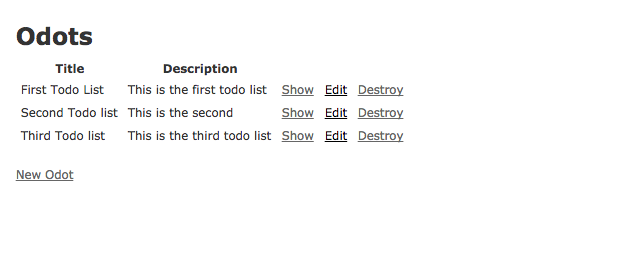 Odots
Title Description
First Todo List This is the first todo list Show Edit Destroy
Second Todo list This is the second Show Edit Destroy
Third Todo list This is the third todo list Show Edit Destroy
New Odot